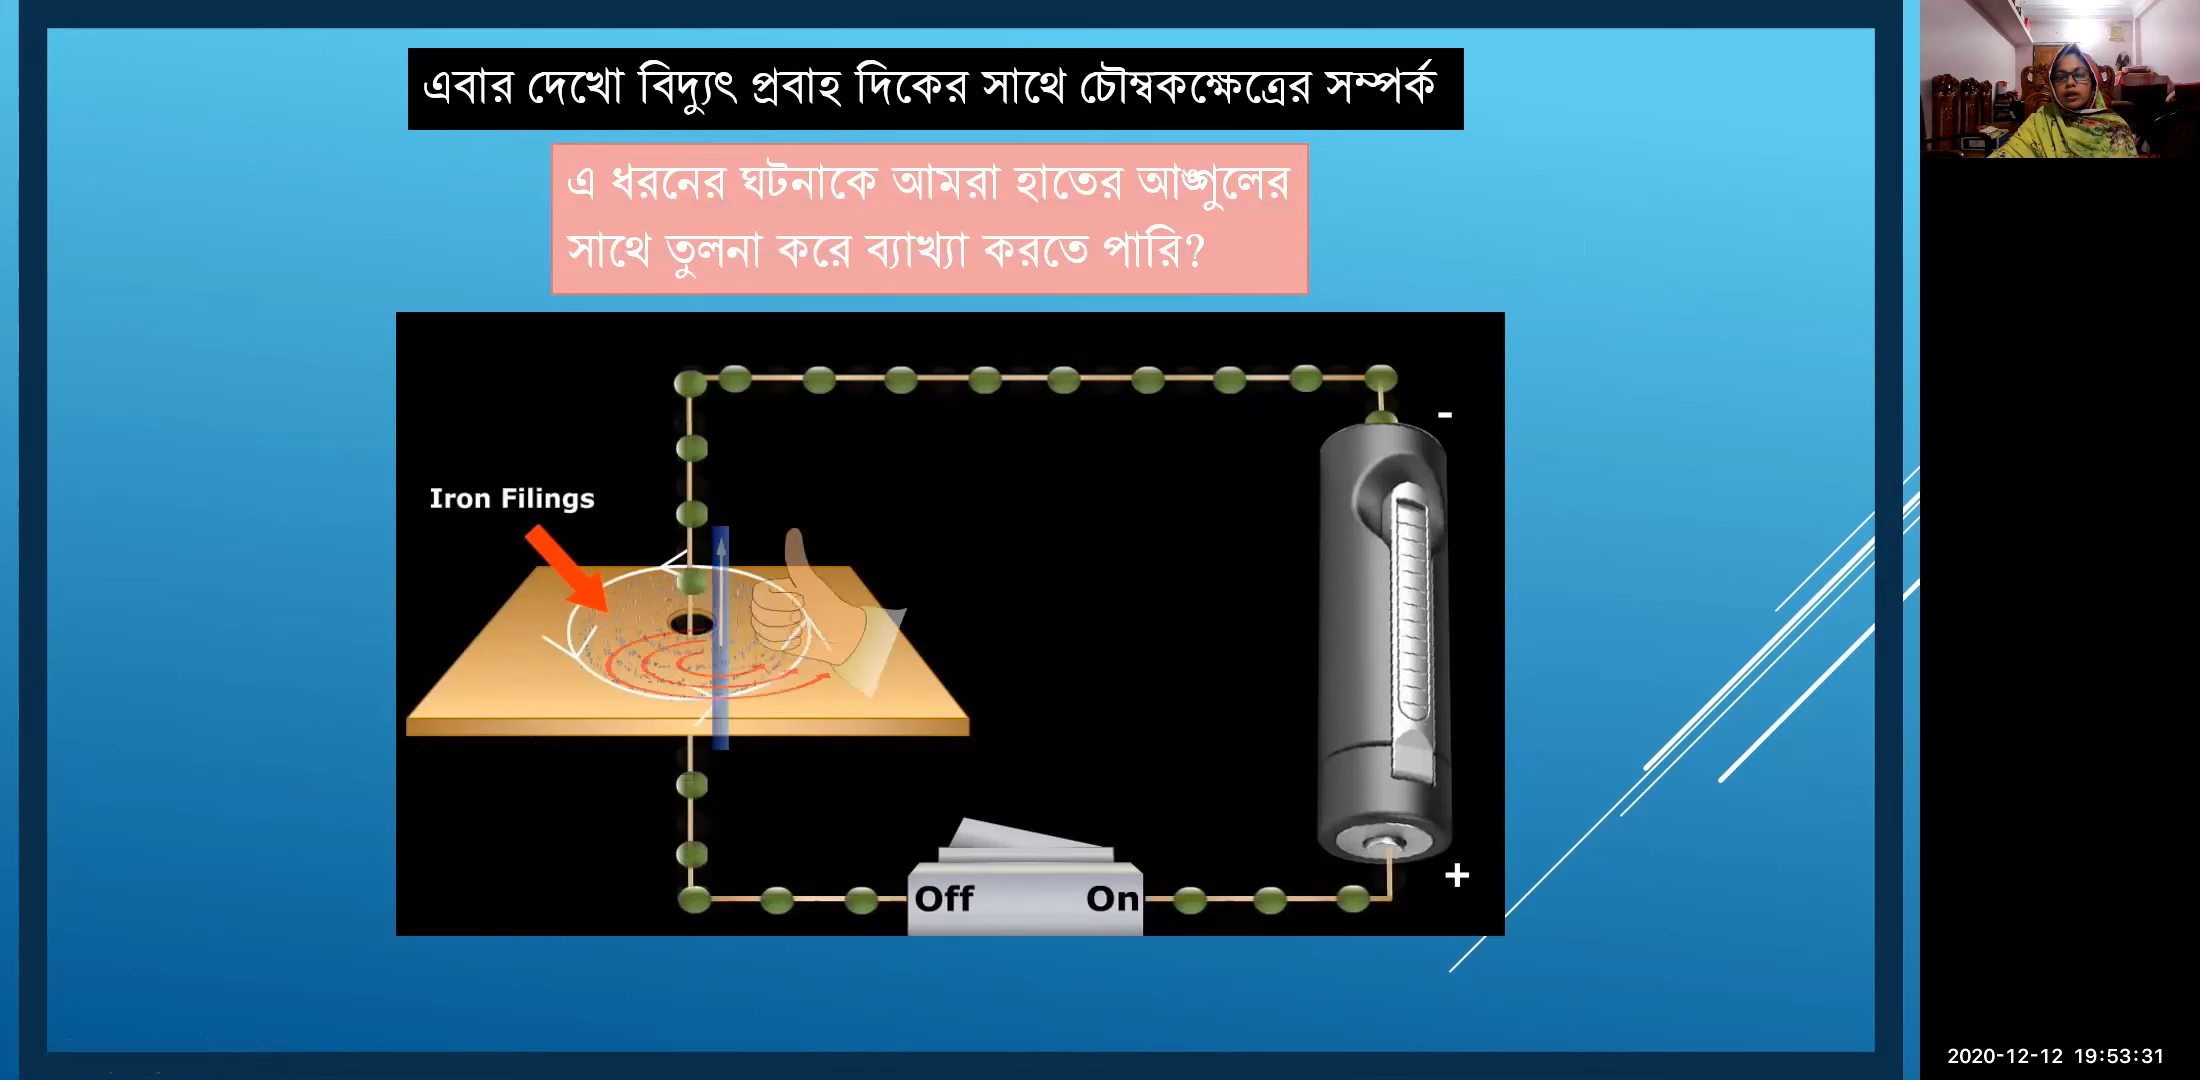 এবার দেখো বিদ্যুৎ প্রবাহ দিকের সাথে চৌম্বকক্ষেত্রের সম্পর্ক
এ ধরনের ঘটনাকে আমরা হাতের আঙ্গুলের
সাথে তুলনা করে ব্যাখ্যা করতে পারি?
-
Iron Filings
+
Off On
2020-12-12 19:53:31